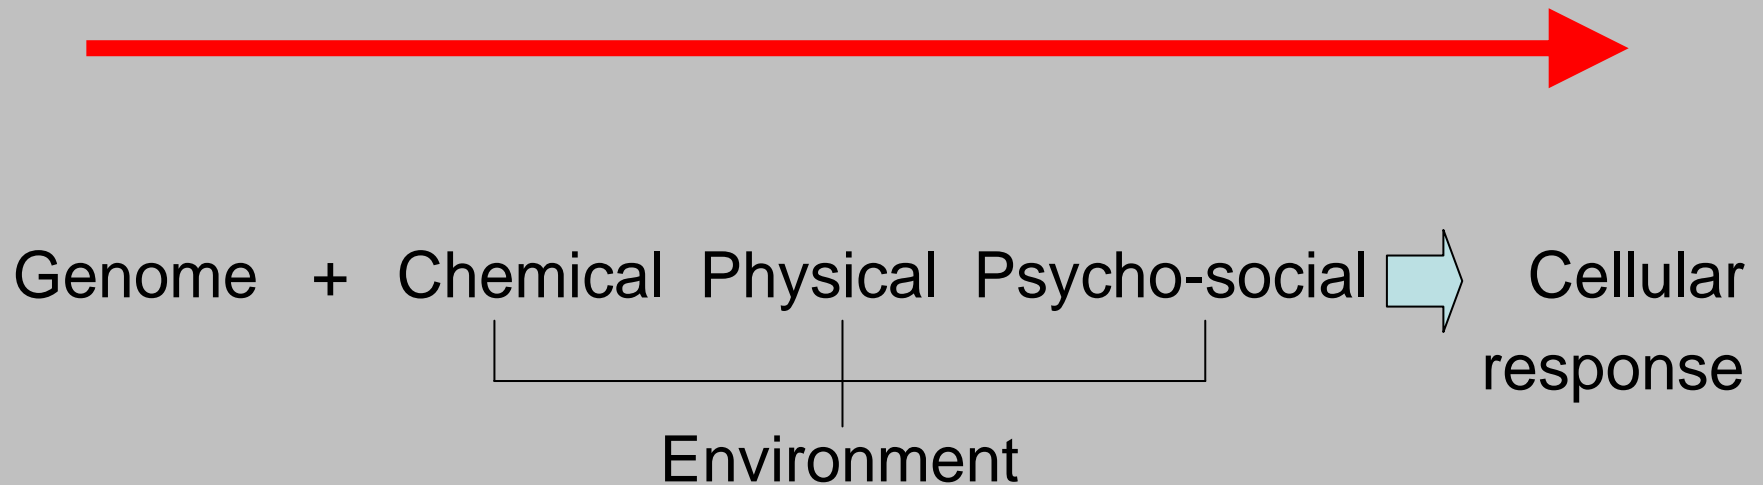 Genome + Chemical Physical Psycho-social Cellular
response
Environment